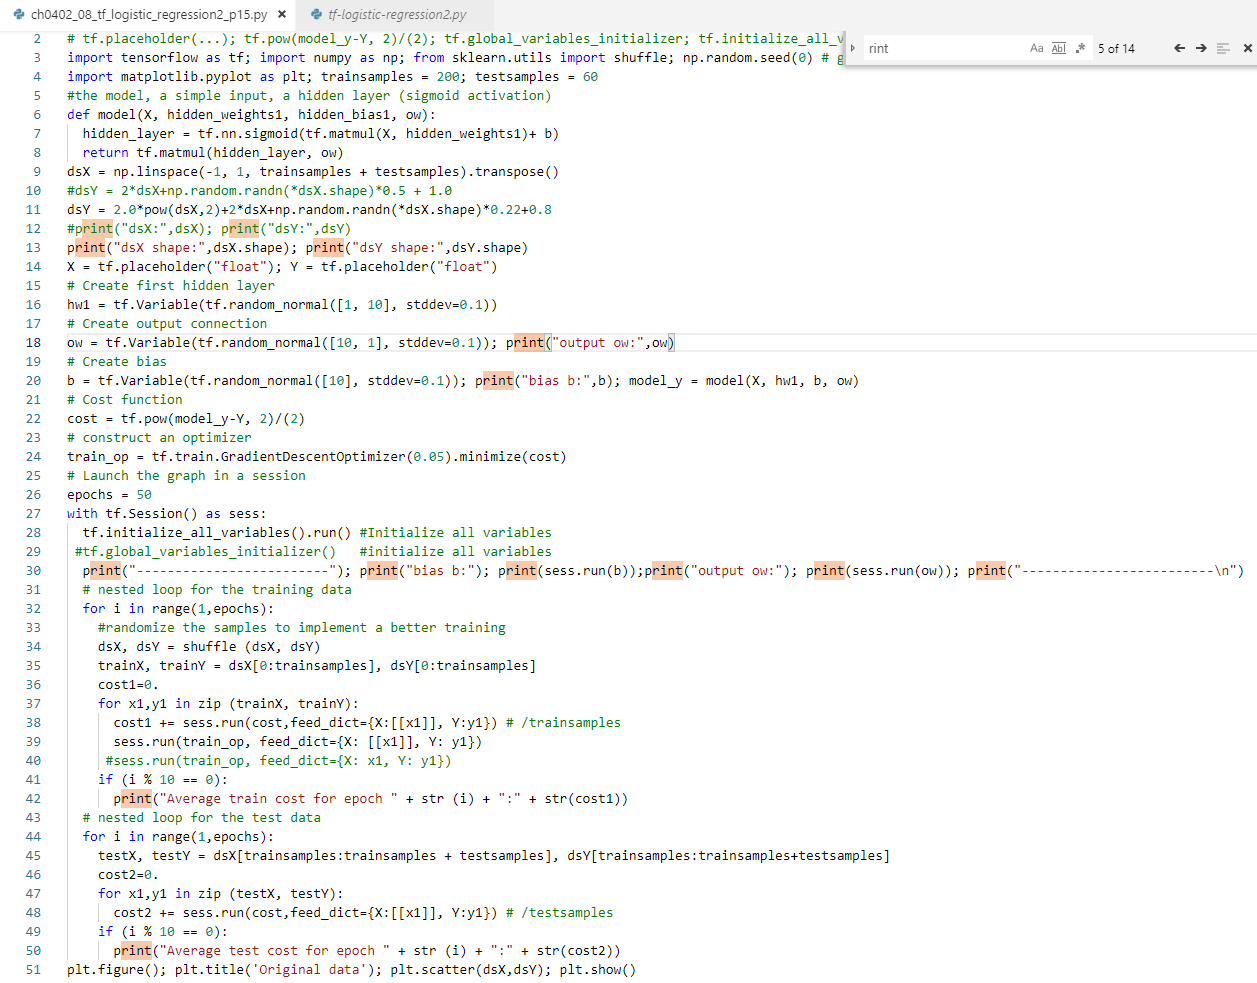 ch0402_08_tf_logistic_regression2_p15.py ×
tf-logistic-regression2.py
rint Aa Abl .* 5 of 14
2 # tf.placeholder(...); tf.pow(model_y-Y, 2)/(2); tf.global_variables_initializer; tf.initialize_all_v
3 import tensorflow as tf; import numpy as np; from sklearn.utils import shuffle; np.random.seed(0) # g
4 import matplotlib.pyplot as plt; trainsamples = 200; testsamples = 60
5 #the model, a simple input, a hidden layer (sigmoid activation)
6 def model(X, hidden_weights1, hidden_bias1, ow):
7 hidden_layer = tf.nn.sigmoid(tf.matmul(X, hidden_weights1)+ b)
8 return tf.matmul(hidden_layer, ow)
9 dsX = np.linspace(-1, 1, trainsamples + testsamples).transpose()
10 #dsY = 2*dsX+np.random.randn(*dsX.shape)*0.5 + 1.0
11 dsY = 2.0*pow(dsX,2)+2*dsX+np.random.randn(*dsX.shape)*0.22+0.8
12 #print("dsX:",dsX); print("dsY:",dsY)
13 print("dsX shape:",dsX.shape); print("dsY shape:",dsY.shape)
14 X = tf.placeholder("float"); Y = tf.placeholder("float")
15 # Create first hidden layer
16 hw1 = tf.Variable(tf.random_normal([1, 10], stddev=0.1))
17 # Create output connection
18 ow = tf.Variable(tf.random_normal([10, 1], stddev=0.1)); print("output ow:",ow)
19 # Create bias
20 b = tf.Variable(tf.random_normal([10], stddev=0.1)); print("bias b:",b); model_y = model(X, hw1, b, ow)
21 # Cost function
22 cost = tf.pow(model_y-Y, 2)/(2)
23 # construct an optimizer
24 train_op = tf.train.GradientDescentOptimizer(0.05).minimize(cost)
25 # Launch the graph in a session
26 epochs = 50
27 with tf.Session() as sess:
28 tf.initialize_all_variables().run() #Initialize all variables
29 #tf.global_variables_initializer() #initialize all variables
30 print("-------------------------"); print("bias b:"); print(sess.run(b));print("output ow:"); print(sess.run(ow)); print("-------------------------\n")
31 # nested loop for the training data
32 for i in range(1,epochs):
33 #randomize the samples to implement a better training
34 dsX, dsY = shuffle (dsX, dsY)
35 trainX, trainY = dsX[0:trainsamples], dsY[0:trainsamples]
36 cost1=0.
37 for x1,y1 in zip (trainX, trainY):
38 cost1 += sess.run(cost,feed_dict={X:[[x1]], Y:y1}) # /trainsamples
39 sess.run(train_op, feed_dict={X: [[x1]], Y: y1})
40 #sess.run(train_op, feed_dict={X: x1, Y: y1})
41 if (i % 10 == 0):
42 print("Average train cost for epoch " + str (i) + ":" + str(cost1))
43 # nested loop for the test data
44 for i in range(1,epochs):
45 testX, testY = dsX[trainsamples:trainsamples + testsamples], dsY[trainsamples:trainsamples+testsamples]
46 cost2=0.
47 for x1,y1 in zip (testX, testY):
48 cost2 += sess.run(cost,feed_dict={X:[[x1]], Y:y1}) # /testsamples
49 if (i % 10 == 0):
50 print("Average test cost for epoch " + str (i) + ":" + str(cost2))
51 plt.figure(); plt.title('Original data'); plt.scatter(dsX,dsY); plt.show()